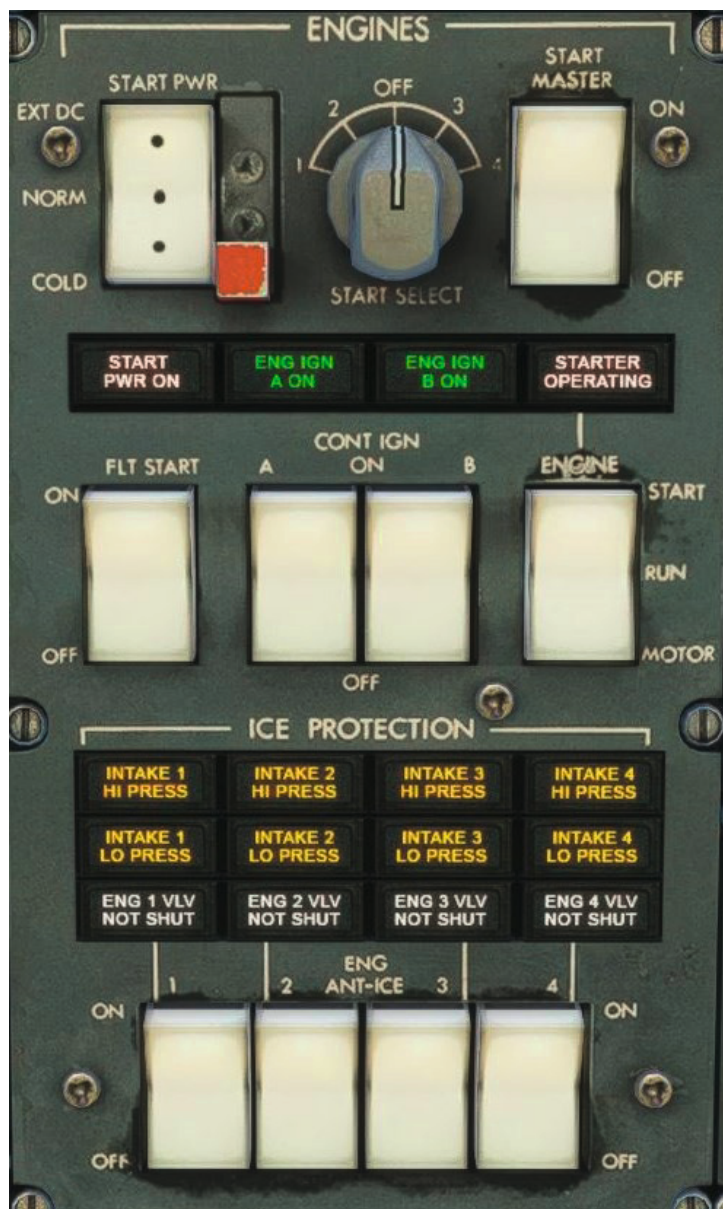 ENGINES
START PWR
OFF
START
MASTER
EXT DC
2
3
ON
1
4
NORM
COLD
START SELECT
OFF
START
PWR ON
ENG IGN
A ON
ENG IGN
B ON
STARTER
OPERATING
FLT START
CONT IGN
A ON B
ENGINE
ON
START
RUN
OFF
MOTOR
OFF
ICE PROTECTION
INTAKE 1
HI PRESS
INTAKE 2
HI PRESS
INTAKE 3
HI PRESS
INTAKE 4
HI PRESS
INTAKE 1
LO PRESS
INTAKE 2
LO PRESS
INTAKE 3
LO PRESS
INTAKE 4
LO PRESS
ENG 1 VLV
NOT SHUT
ENG 2 VLV
NOT SHUT
ENG 3 VLV
NOT SHUT
ENG 4 VLV
NOT SHUT
ENG
1 2 ANT-ICE 3 4
ON
ON
OFF
OFF